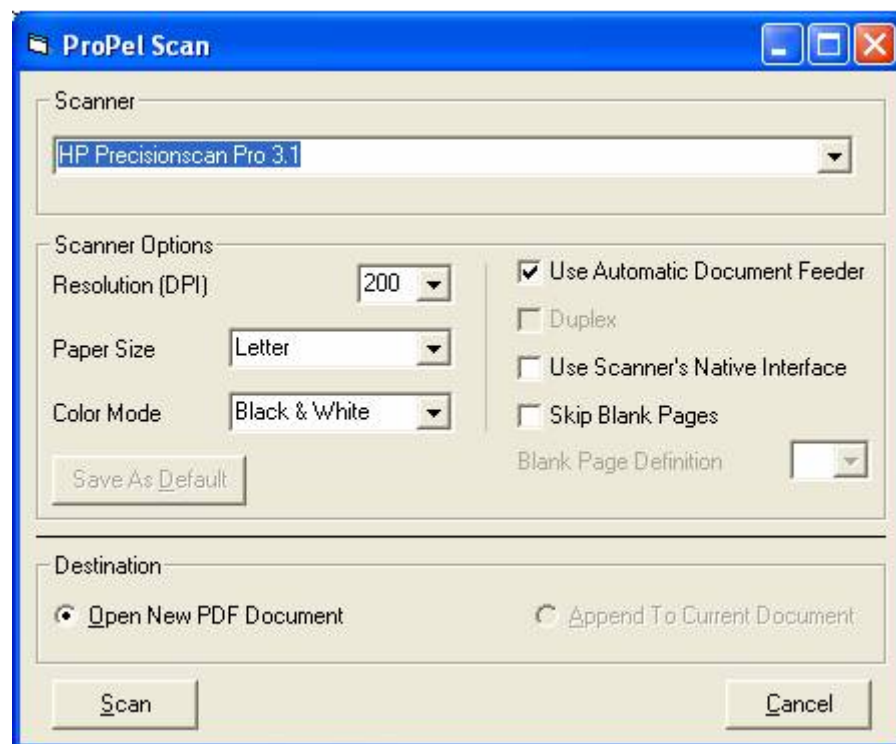 ProPel Scan
Scanner
HP Precisionscan Pro 3.1
Scanner Options
Resolution (DPI) 200
Paper Size Letter
Color Mode Black & White
Save As Default
Use Automatic Document Feeder
Duplex
Use Scanner's Native Interface
Skip Blank Pages
Blank Page Definition
Destination
Open New PDF Document
Append To Current Document
Scan
Cancel